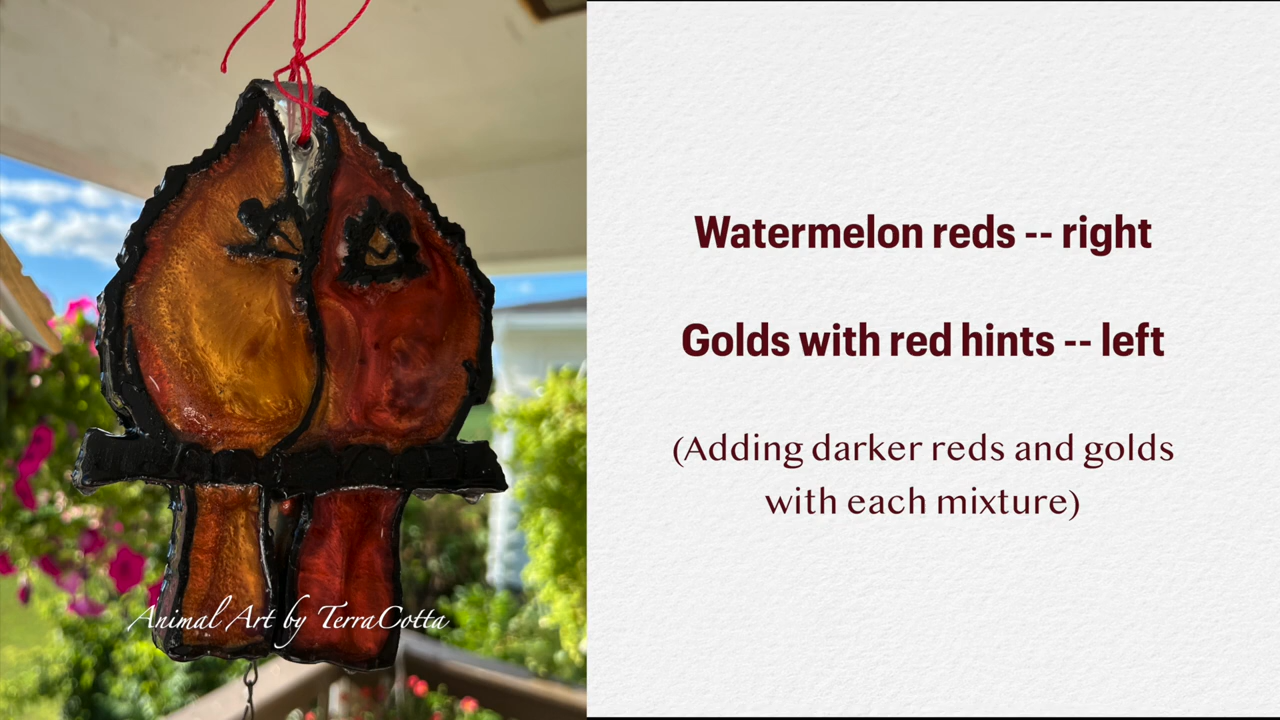 Watermelon reds -- right
Golds with red hints -- left
(Adding darker reds and golds
with each mixture)
Animal Art by TerraCotta